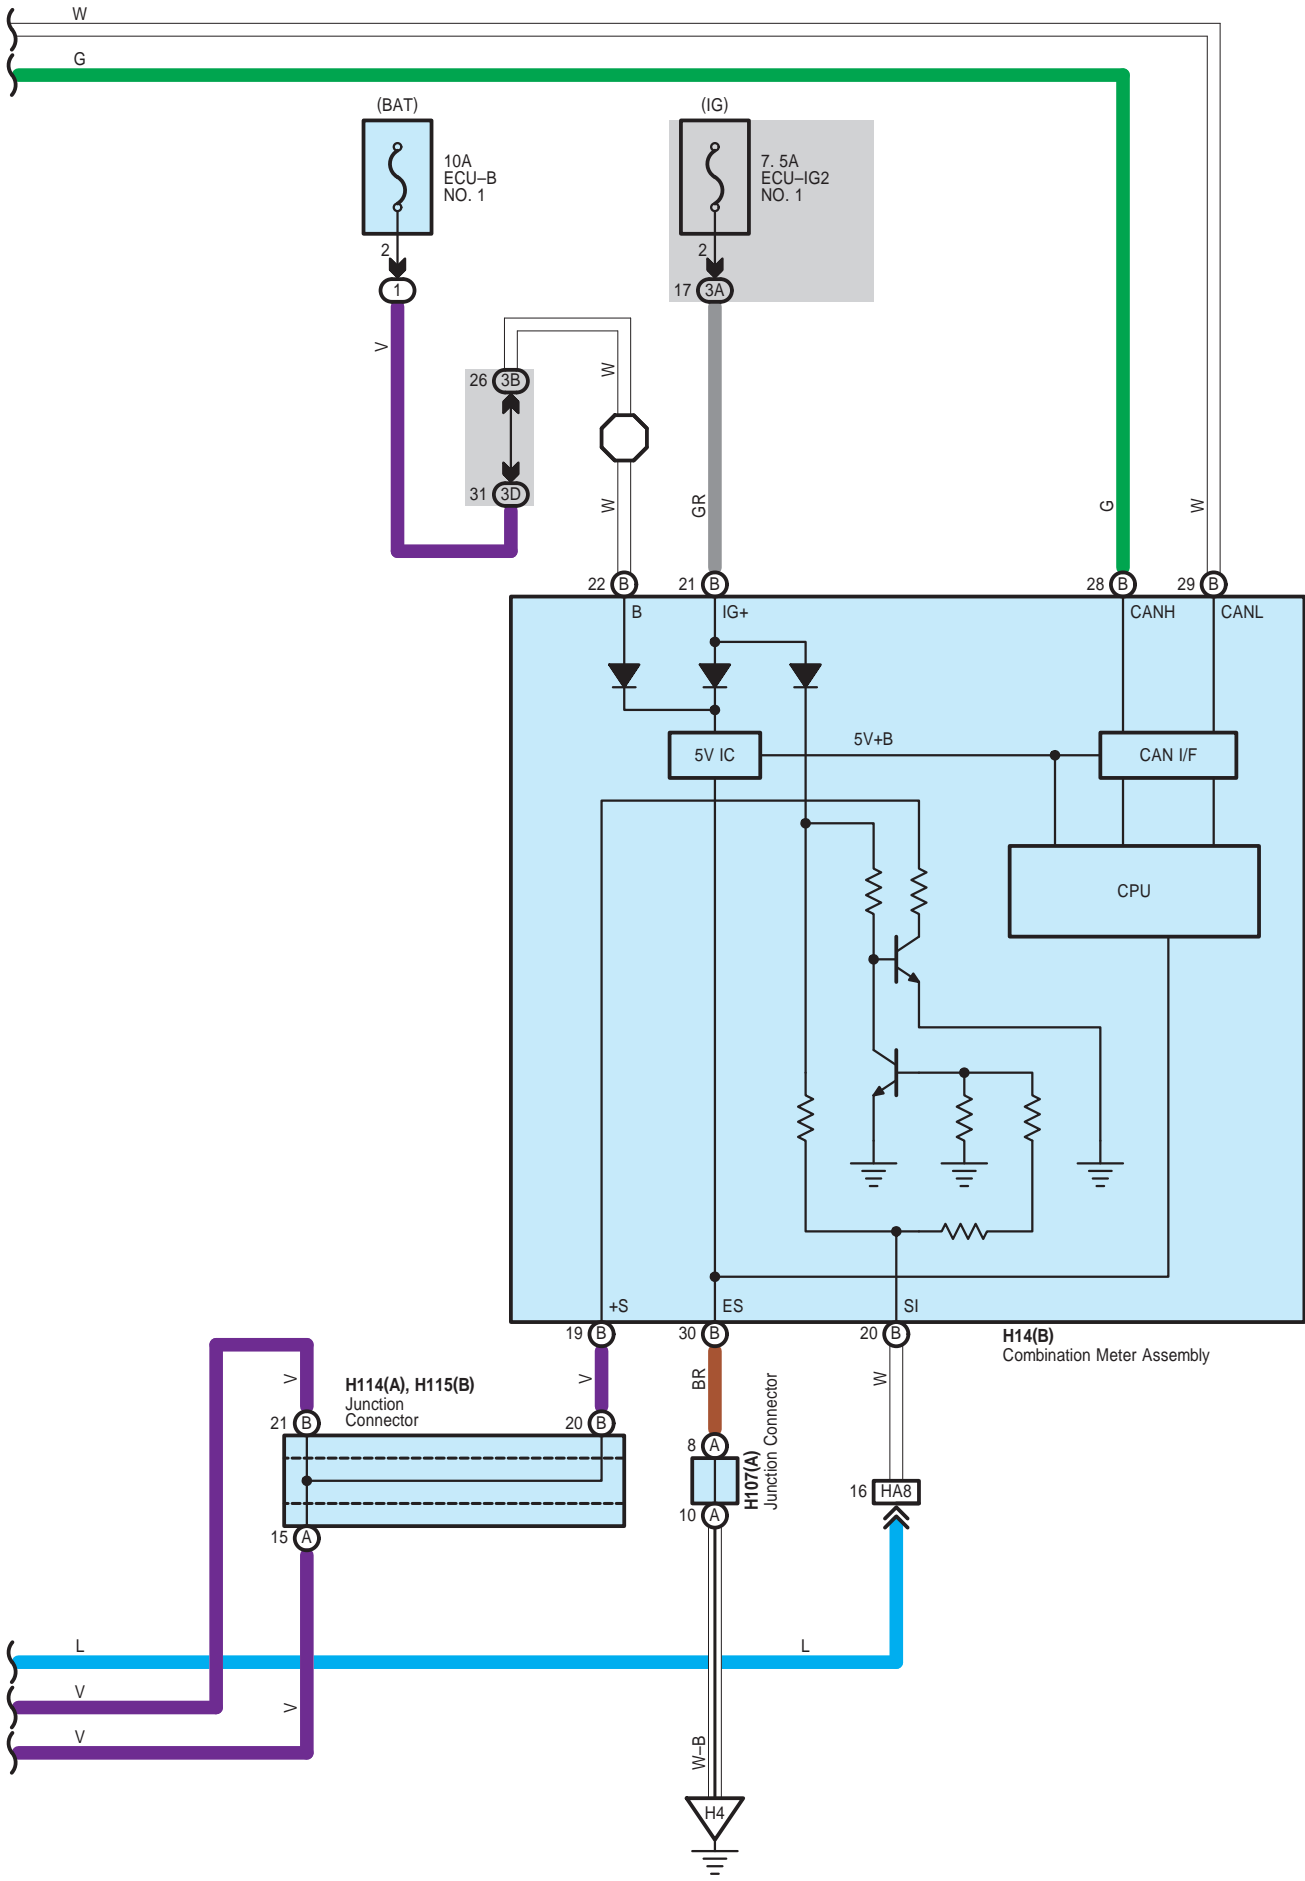 W
G
(BAT)
(IG)
10A
ECU–B
NO. 1
7. 5A
ECU–IG2
NO. 1
2
2
1
17 3A
V
W
26 3B
31 3D
W
GR
G
W
22 B
21 B
28 B
29 B
B
IG+
CANH
CANL
5V IC
5V+B
CAN I/F
CPU
+S
ES
SI
19 B
30 B
20 B
H14(B)
Combination Meter Assembly
V
H114(A), H115(B)
Junction
Connector
V
BR
W
21 B
20 B
8 A
H107(A)
Junction Connector
16 HA8
10 A
15 A
L
L
V
V
V
W–B
H4